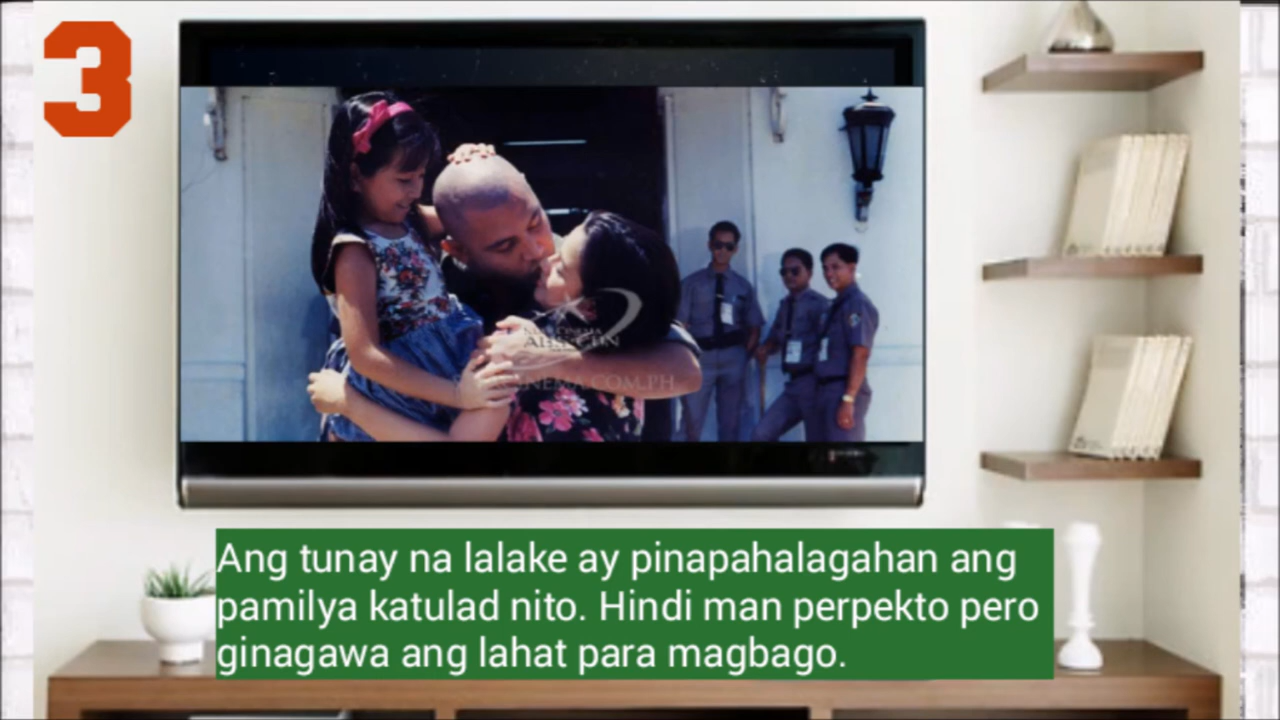 3
Ang tunay na lalake ay pinapahalagahan ang
pamilya katulad nito. Hindi man perpekto pero
ginagawa ang lahat para magbago.